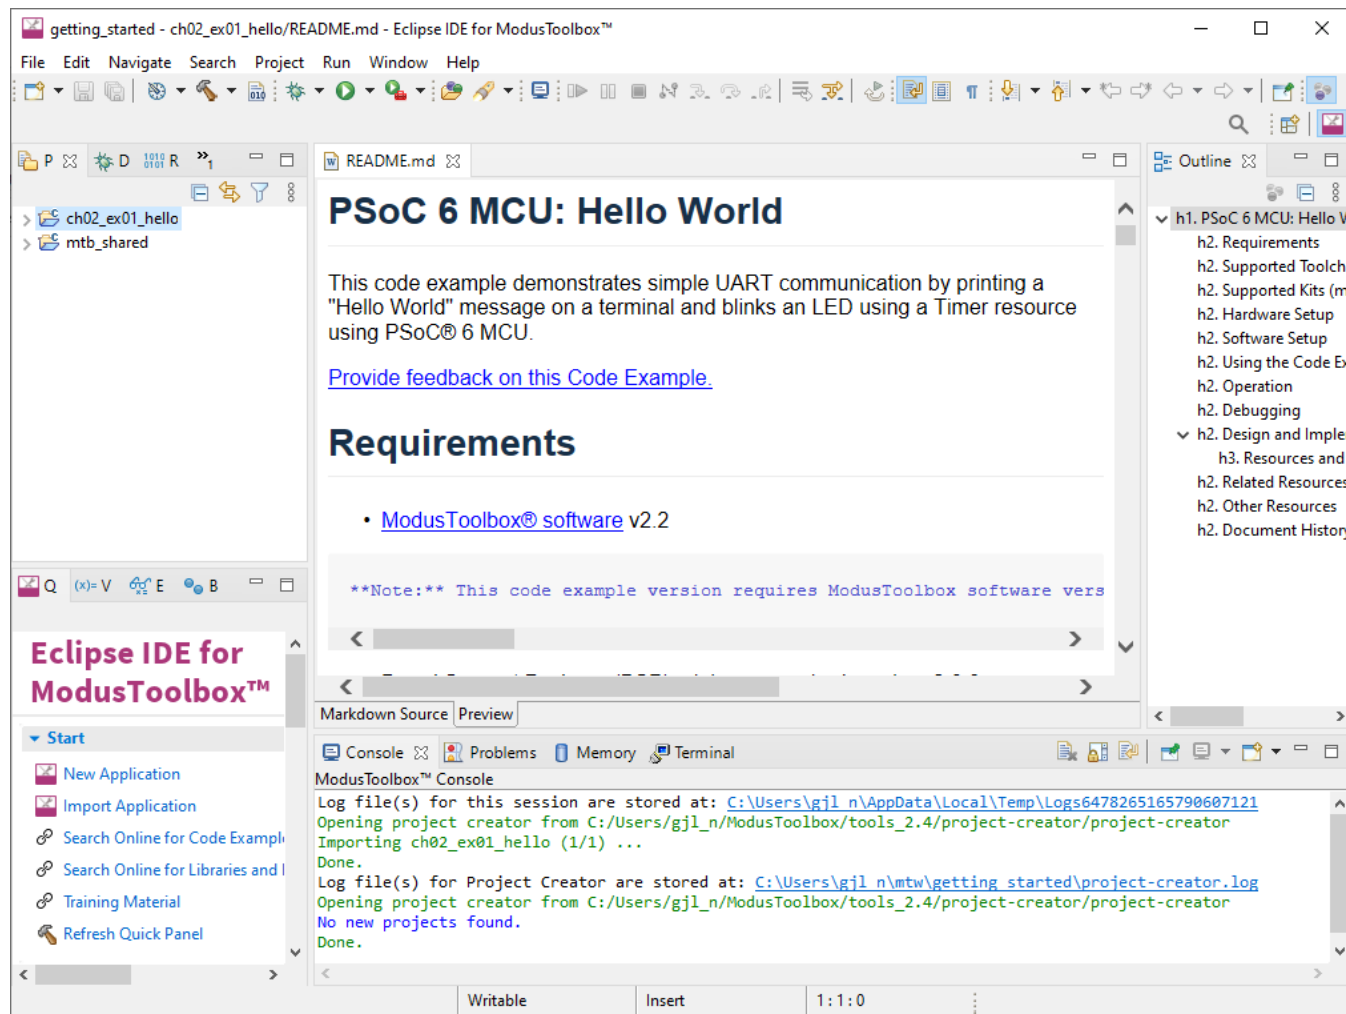 getting_started - ch02_ex01_hello/README.md - Eclipse IDE for ModusToolbox™
File Edit Navigate Search Project Run Window Help
P D R »1
ch02_ex01_hello
mtb_shared
README.md
PSoC 6 MCU: Hello World
This code example demonstrates simple UART communication by printing a
"Hello World" message on a terminal and blinks an LED using a Timer resource
using PSoC® 6 MCU.
Provide feedback on this Code Example.
Requirements
• ModusToolbox® software v2.2
**Note:** This code example version requires ModusToolbox software vers
Markdown Source Preview
Outline
h1. PSoC 6 MCU: Hello W
h2. Requirements
h2. Supported Toolch
h2. Supported Kits (m
h2. Hardware Setup
h2. Software Setup
h2. Using the Code Ex
h2. Operation
h2. Debugging
h2. Design and Imple
h3. Resources and
h2. Related Resources
h2. Other Resources
h2. Document History
Q (x)= V E B
Eclipse IDE for
ModusToolbox™
Start
New Application
Import Application
Search Online for Code Exampl
Search Online for Libraries and
Training Material
Refresh Quick Panel
Console Problems Memory Terminal
ModusToolbox™ Console
Log file(s) for this session are stored at: C:\Users\gjl_n\AppData\Local\Temp\Logs6478265165790607121
Opening project creator from C:/Users/gjl_n/ModusToolbox/tools_2.4/project-creator/project-creator
Importing ch02_ex01_hello (1/1) ...
Done.
Log file(s) for Project Creator are stored at: C:\Users\gjl_n\mtw\getting_started\project-creator.log
Opening project creator from C:/Users/gjl_n/ModusToolbox/tools_2.4/project-creator/project-creator
No new projects found.
Done.
Writable Insert 1:1:0